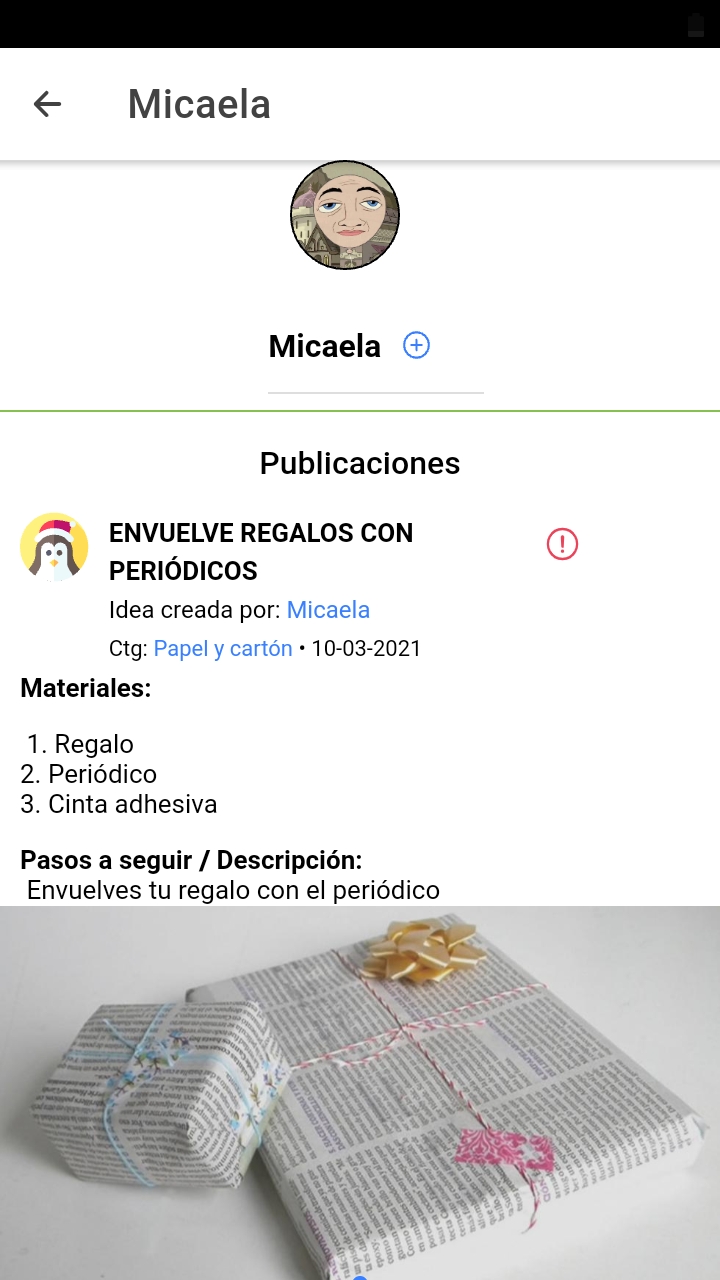 Micaela
Micaela
Publicaciones
ENVUELVE REGALOS CON
PERIÓDICOS
Idea creada por: Micaela
Ctg: Papel y cartón • 10-03-2021
Materiales:
1. Regalo
2. Periódico
3. Cinta adhesiva
Pasos a seguir / Descripción:
Envuelves tu regalo con el periódico